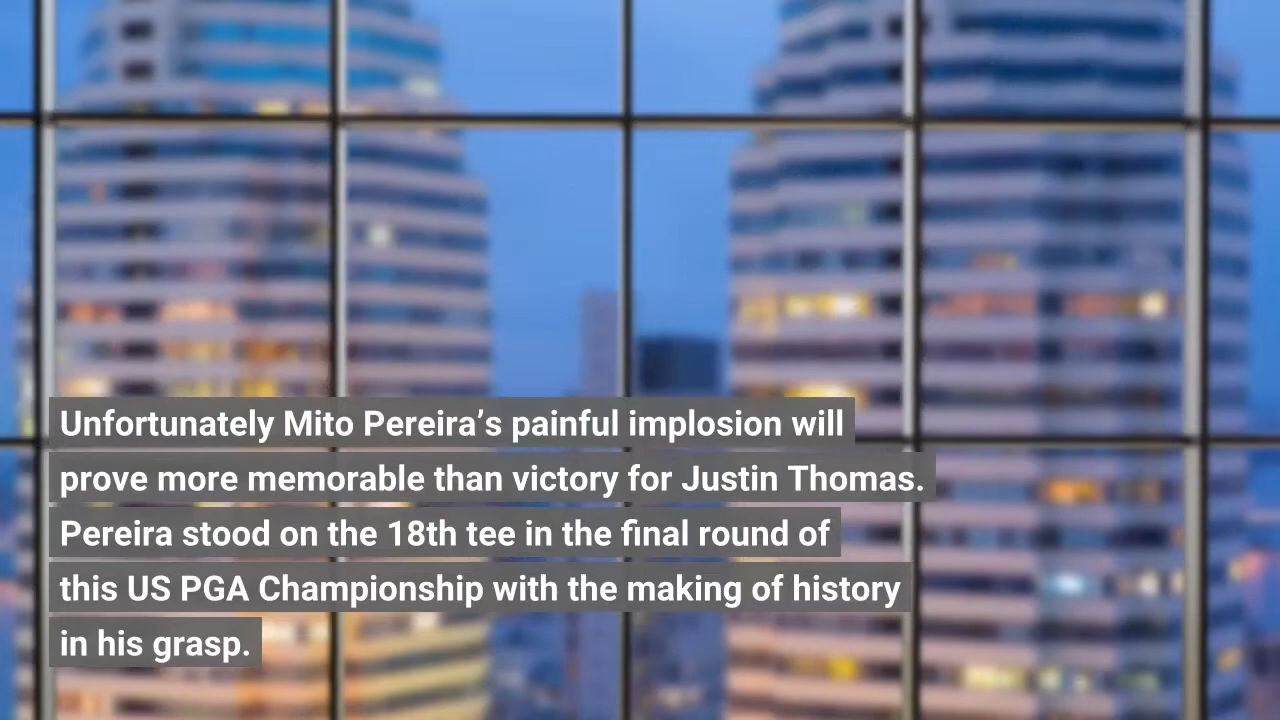 Unfortunately Mito Pereira’s painful implosion will
prove more memorable than victory for Justin Thomas.
Pereira stood on the 18th tee in the final round of
this US PGA Championship with the making of history
in his grasp.